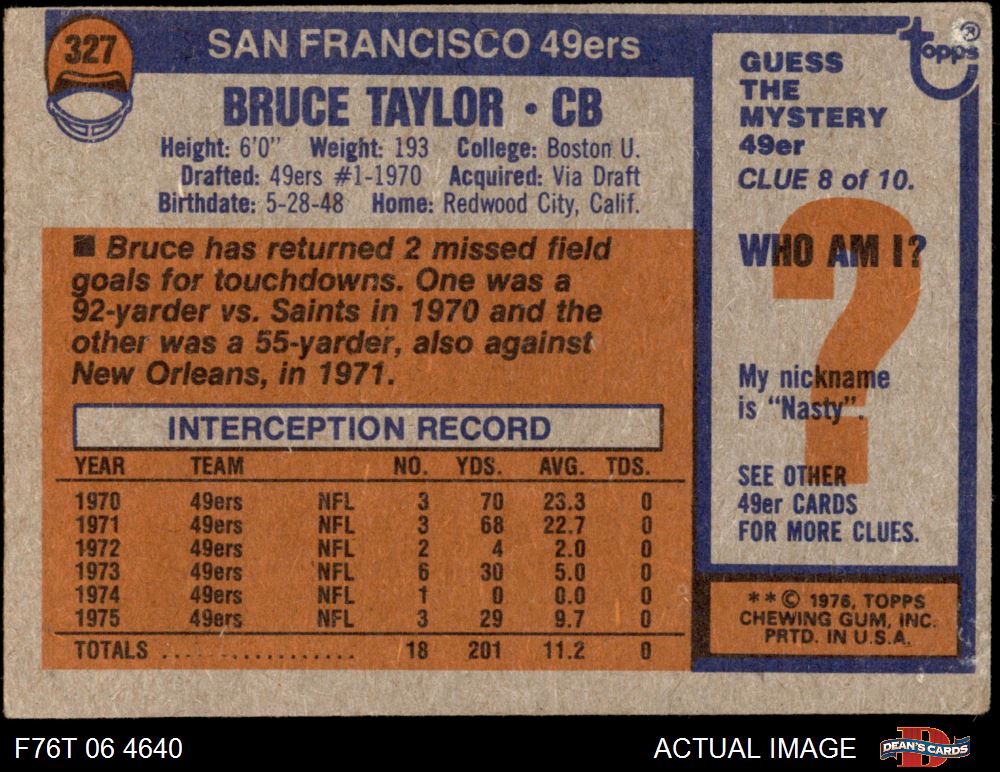 327
SAN FRANCISCO 49ers
BRUCE TAYLOR • CB
Height: 6'0" Weight: 193 College: Boston U.
Drafted: 49ers #1-1970 Acquired: Via Draft
Birthdate: 5-28-48 Home: Redwood City, Calif.
■ Bruce has returned 2 missed field
goals for touchdowns. One was a
92-yarder vs. Saints in 1970 and the
other was a 55-yarder, also against
New Orleans, in 1971.
INTERCEPTION RECORD
YEAR TEAM NO. YDS. AVG. TDS.
1970 49ers NFL 3 70 23.3 0
1971 49ers NFL 3 68 22.7 0
1972 49ers NFL 2 4 2.0 0
1973 49ers NFL 6 30 5.0 0
1974 49ers NFL 1 0 0.0 0
1975 49ers NFL 3 29 9.7 0
TOTALS ................. 18 201 11.2 0
topps ®
GUESS
THE
MYSTERY
49er
CLUE 8 of 10.
?
WHO AM I?
My nickname
is "Nasty".
SEE OTHER
49er CARDS
FOR MORE CLUES.
**© 1976, TOPPS
CHEWING GUM, INC.
PRTD. IN U.S.A.
F76T 06 4640
ACTUAL IMAGE
D
DEAN'S CARDS